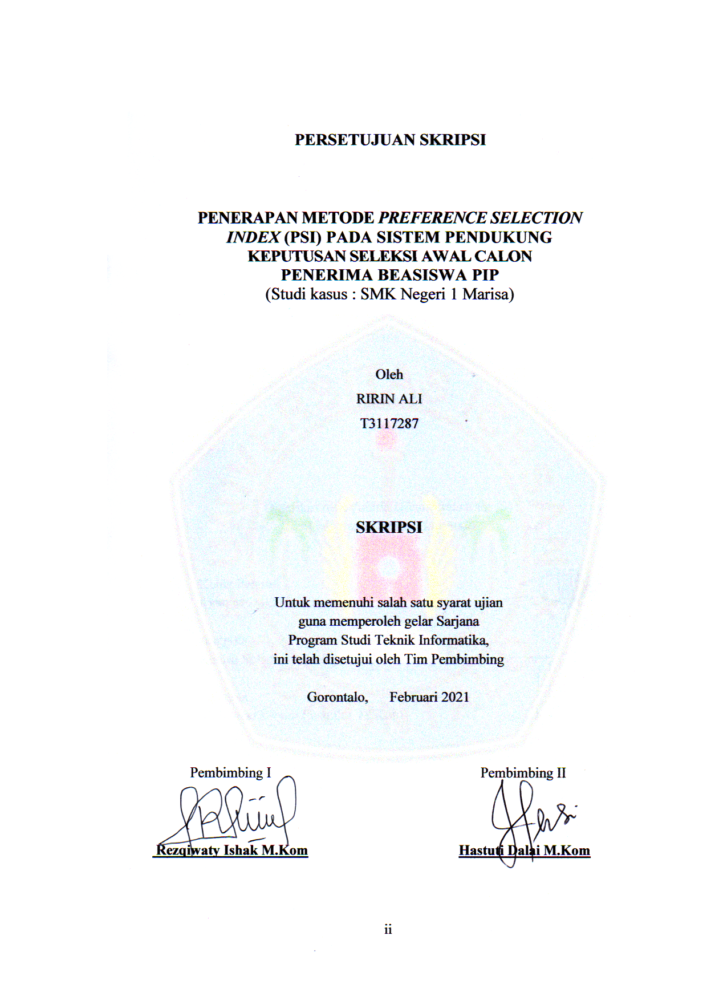 PERSETUJUAN SKRIPSI
PENERAPAN METODE PREFERENCE SELECTION
INDEX (PSI) PADA SISTEM PENDUKUNG
KEPUTUSAN SELEKSI AWAL CALON
PENERIMA BEASISWA PIP
(Studi kasus : SMK Negeri 1 Marisa)
Oleh
RIRIN ALI
T3117287
SKRIPSI
Untuk memenuhi salah satu syarat ujian
guna memperoleh gelar Sarjana
Program Studi Teknik Informatika,
ini telah disetujui oleh Tim Pembimbing
Gorontalo, Februari 2021
Pembimbing I Pembimbing II
Rezqiwaty Ishak M.Kom Hastuti Dalai M.Kom
ii